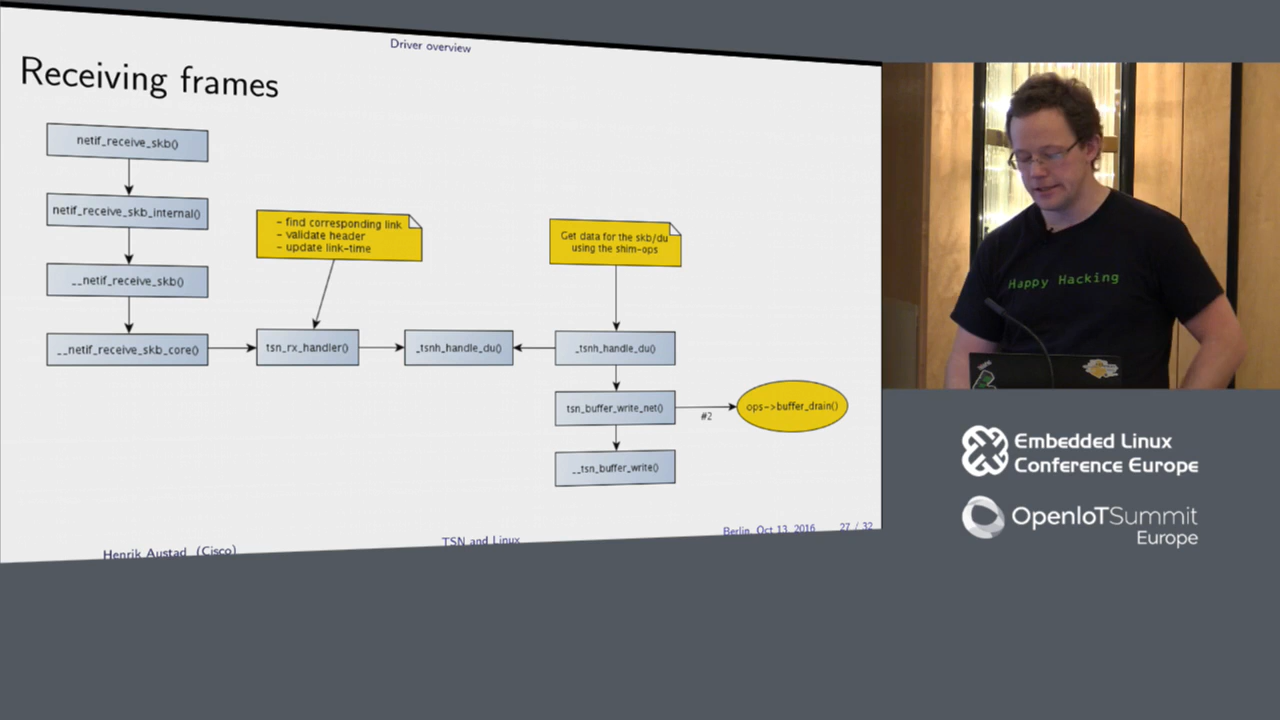 Driver overview
Receiving frames
netif_receive_skb()
netif_receive_skb_internal()
__netif_receive_skb()
__netif_receive_skb_core()
- find corresponding link
- validate header
- update link-time
tsn_rx_handler()
_tsnh_handle_du()
Get data for the skb/du
using the shim-ops
_tsnh_handle_du()
tsn_buffer_write_net()
#2
ops->buffer_drain()
__tsn_buffer_write()
Henrik Austad (Cisco)
TSN and Linux
Berlin, Oct 13, 2016
27 / 32
Happy Hacking
Embedded Linux
Conference Europe
OpenIoTSummit
Europe